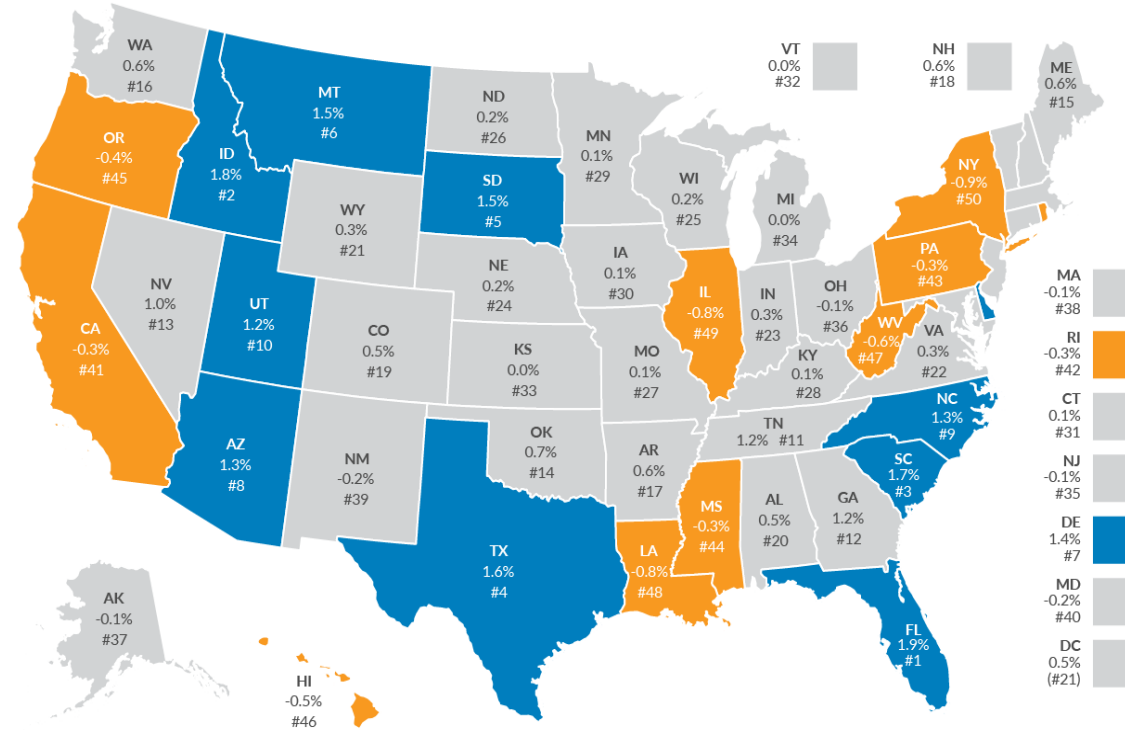 WA
0.6%
#16
MT
1.5%
#6
ND
0.2%
#26
MN
0.1%
#29
VT
0.0%
#32
NH
0.6%
#18
ME
0.6%
#15
OR
-0.4%
#45
ID
1.8%
#2
SD
1.5%
#5
WI
0.2%
#25
MI
0.0%
#34
NY
-0.9%
#50
WY
0.3%
#21
NE
0.2%
#24
IA
0.1%
#30
PA
-0.3%
#43
NV
1.0%
#13
UT
1.2%
#10
CO
0.5%
#19
KS
0.0%
#33
MO
0.1%
#27
IL
-0.8%
#49
IN
0.3%
#23
OH
-0.1%
#36
WV
-0.6%
#47
VA
0.3%
#22
KY
0.1%
#28
CA
-0.3%
#41
AZ
1.3%
#8
NM
-0.2%
#39
OK
0.7%
#14
AR
0.6%
#17
TN
1.2% #11
NC
1.3%
#9
SC
1.7%
#3
MS
-0.3%
#44
AL
0.5%
#20
GA
1.2%
#12
TX
1.6%
#4
LA
-0.8%
#48
FL
1.9%
#1
AK
-0.1%
#37
HI
-0.5%
#46
MA
-0.1%
#38
RI
-0.3%
#42
CT
0.1%
#31
NJ
-0.1%
#35
DE
1.4%
#7
MD
-0.2%
#40
DC
0.5%
(#21)